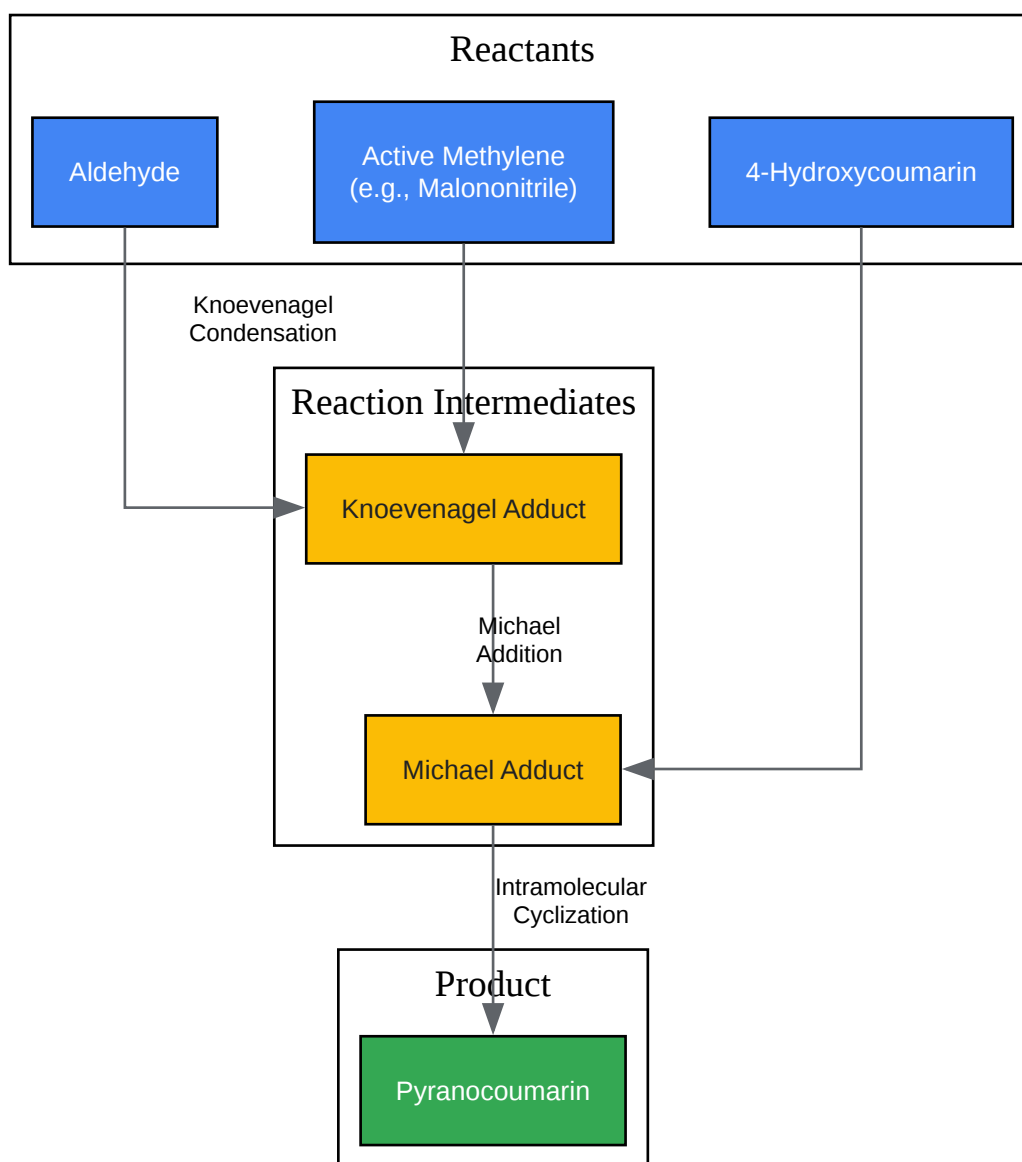 Reactants
Aldehyde
Active Methylene
(e.g., Malononitrile)
4-Hydroxycoumarin
Knoevenagel
Condensation
Reaction Intermediates
Knoevenagel Adduct
Michael
Addition
Michael Adduct
Intramolecular
Cyclization
Product
Pyranocoumarin